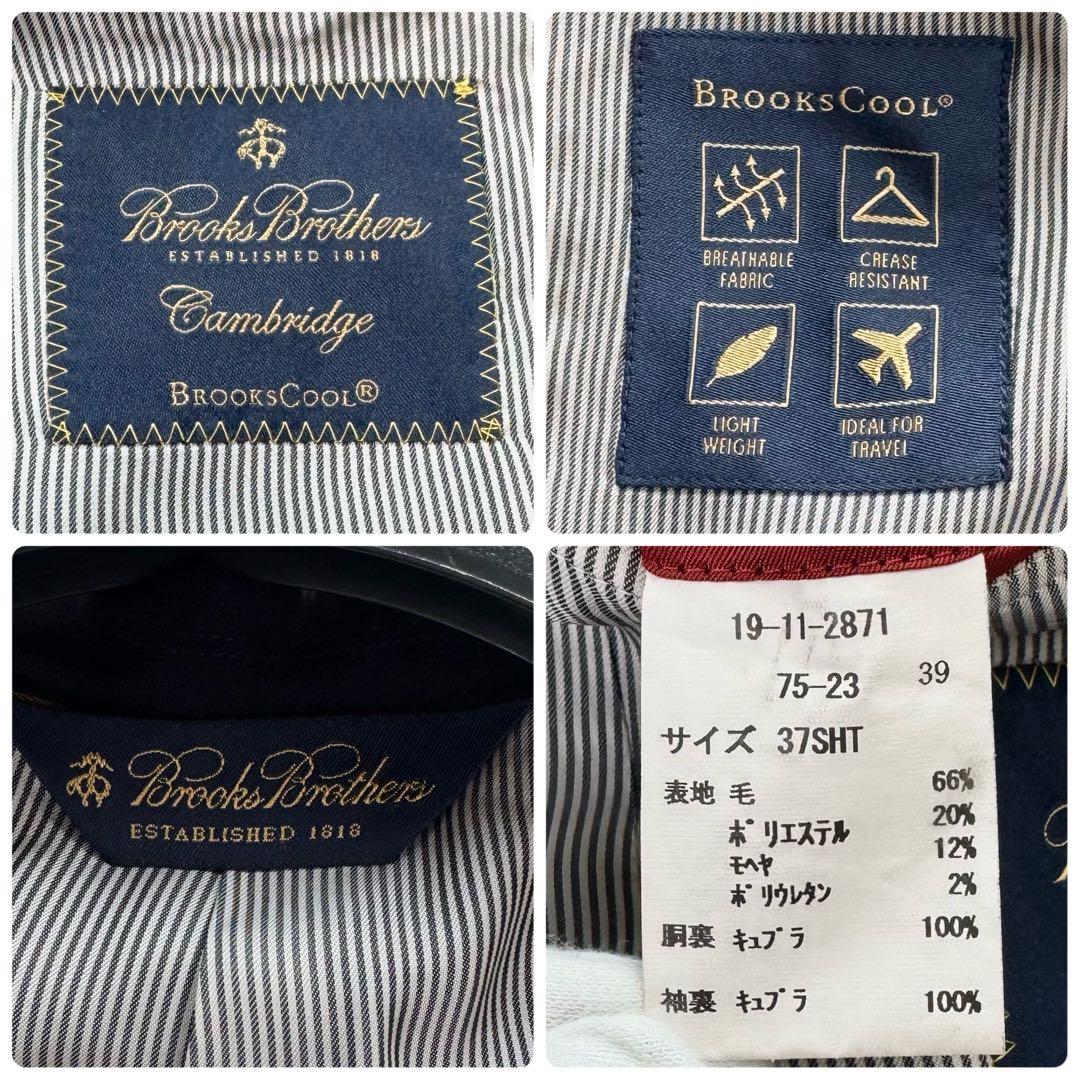 Brooks Brothers
ESTABLISHED 1818
Cambridge
BROOKSCOOL®
BROOKSCOOL®
BREATHABLE FABRIC
CREASE RESISTANT
LIGHT WEIGHT
IDEAL FOR TRAVEL
Brooks Brothers
ESTABLISHED 1818
19-11-2871
75-23 39
サイズ 37SHT
表地 毛 66%
ポリエステル 20%
モヘヤ 12%
ポリウレタン 2%
胴裏 キュプラ 100%
袖裏 キュプラ 100%